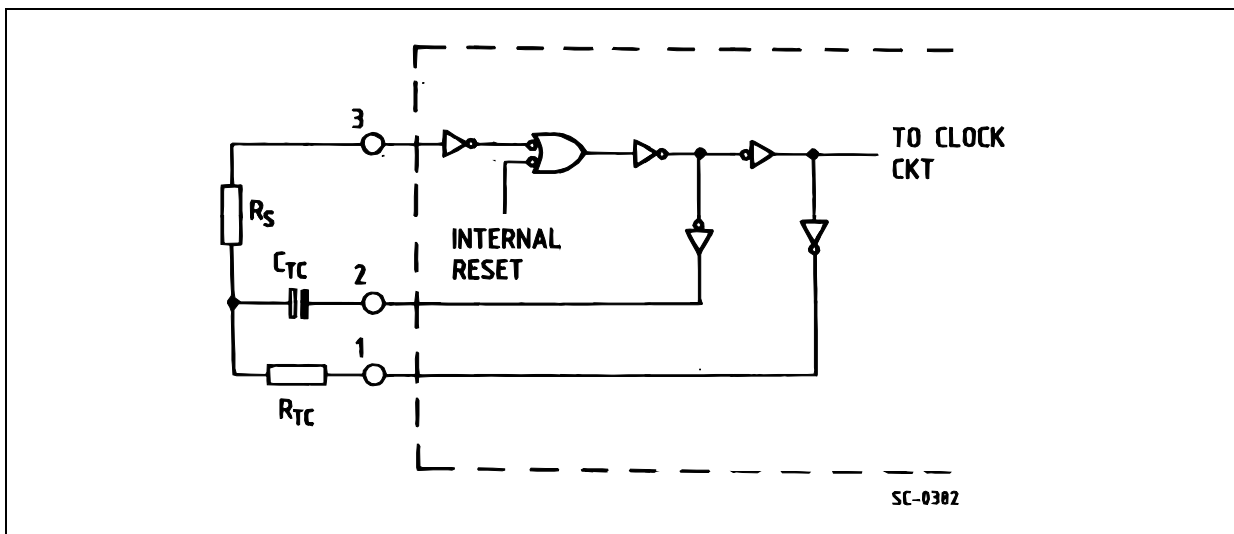 3
TO CLOCK
CKT
RS
INTERNAL
RESET
CTC
2
1
RTC
SC-0382